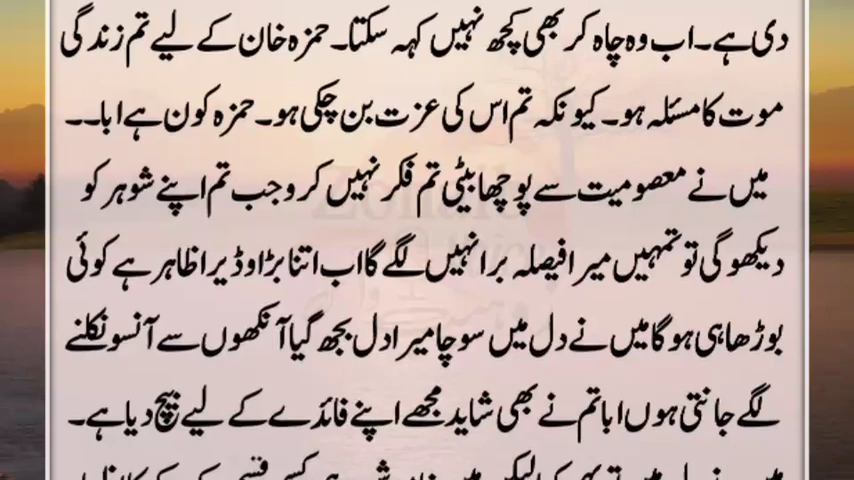 دی ہے۔ اب وہ چاہ کر بھی کچھ نہیں کہہ سکتا۔ حمزہ خان کے لیے تم زندگی
موت کا مسئلہ ہو۔ کیونکہ تم اس کی عزت بن چکی ہو۔ حمزہ کون ہے ابا۔۔
میں نے معصومیت سے پوچھا بیٹی تم فکر نہیں کرو جب تم اپنے شوہر کو
دیکھو گی تو تمہیں میرا فیصلہ برا نہیں لگے گا اب اتنا بڑا وڈیرا ظاہر ہے کوئی
بوڑھا ہی ہو گا میں نے دل میں سوچا میرا دل بجھ گیا آنکھوں سے آنسو نکلنے
لگے جانتی ہوں ابا تم نے بھی شاید مجھے اپنے فائدے کے لیے بیچ دیا ہے۔